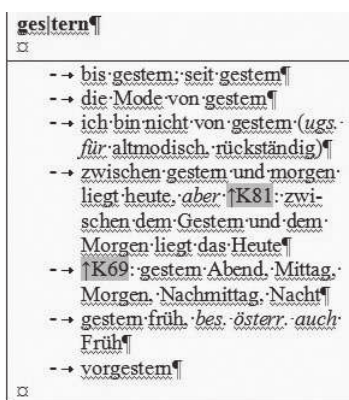 ges|tern¶
¤
- → bis·gestern;·seit·gestern¶
- → die·Mode·von·gestern¶
- → ich·bin·nicht·von·gestern·(ugs.·
für·altmodisch,·rückständig)¶
- → zwischen·gestern·und·morgen·
liegt·heute,·aber·↑K81:·zwi-
schen·dem·Gestern·und·dem·
Morgen·liegt·das·Heute¶
- → ↑K69:·gestern·Abend,·Mittag,·
Morgen,·Nachmittag,·Nacht¶
- → gestern·früh,·bes.·österr.·auch·
Früh¶
- → vorgestern¶
¤